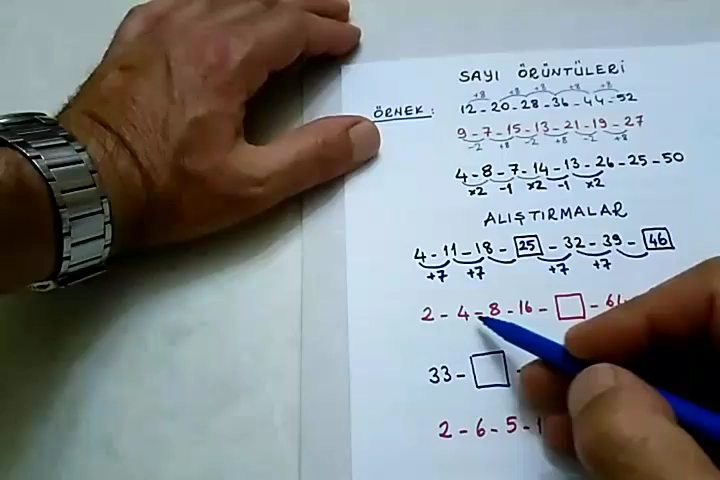 SAYI ÖRÜNTÜLERİ
+8 +8 +8 +8 +8
ÖRNEK: 12-20-28-36-44-52
9-7-15-13-21-19-27
-2 +8 -2 +8 -2 +8
4-8-7-14-13-26-25-50
x2 -1 x2 -1 x2
ALIŞTIRMALAR
4-11-18-25-32-39-46
+7 +7 +7 +7
2-4-8-16-□-64-
33-□-
2-6-5-1